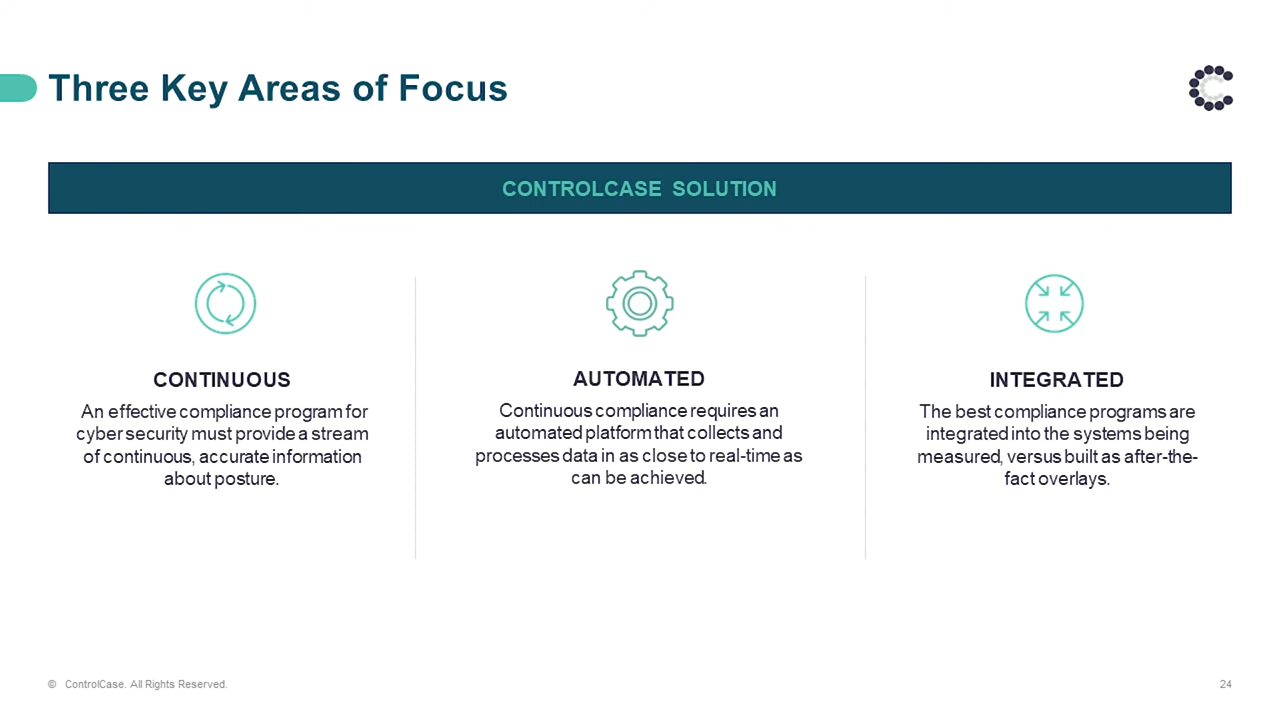 Three Key Areas of Focus
CONTROLCASE SOLUTION
CONTINUOUS
An effective compliance program for
cyber security must provide a stream
of continuous, accurate information
about posture.
AUTOMATED
Continuous compliance requires an
automated platform that collects and
processes data in as close to real-time as
can be achieved.
INTEGRATED
The best compliance programs are
integrated into the systems being
measured, versus built as after-the-
fact overlays.
© ControlCase. All Rights Reserved.
24